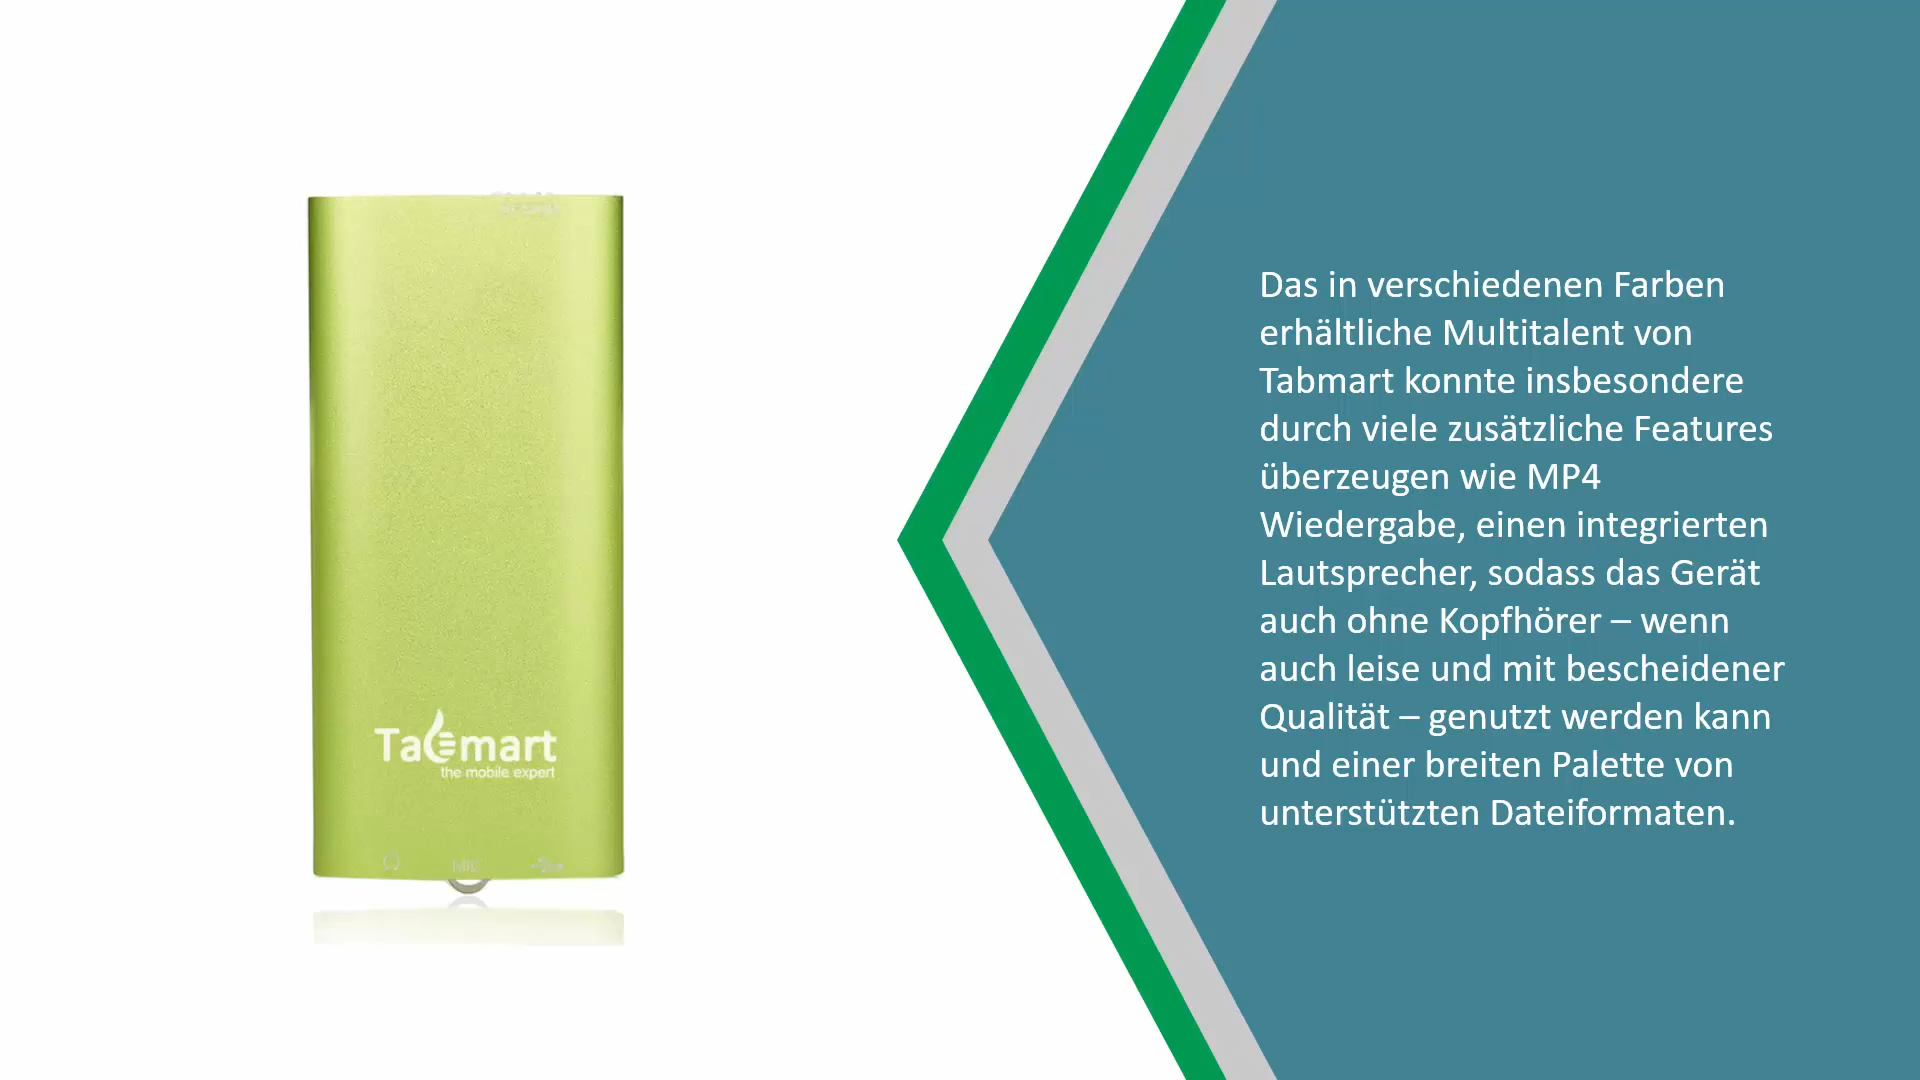 Das in verschiedenen Farben
erhältliche Multitalent von
Tabmart konnte insbesondere
durch viele zusätzliche Features
überzeugen wie MP4
Wiedergabe, einen integrierten
Lautsprecher, sodass das Gerät
auch ohne Kopfhörer – wenn
auch leise und mit bescheidener
Qualität – genutzt werden kann
und einer breiten Palette von
unterstützten Dateiformaten.
Tabmart
the mobile expert
MIC